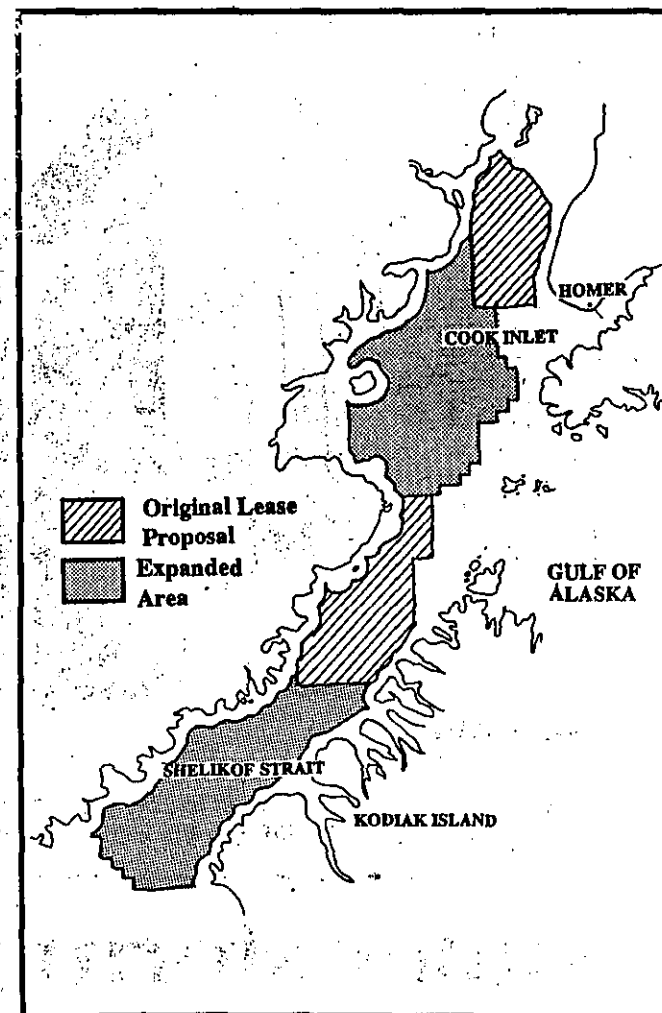 HOMER
COOK INLET
Original Lease
Proposal
Expanded
Area
GULF OF
ALASKA
SHELIKOF STRAIT
KODIAK ISLAND